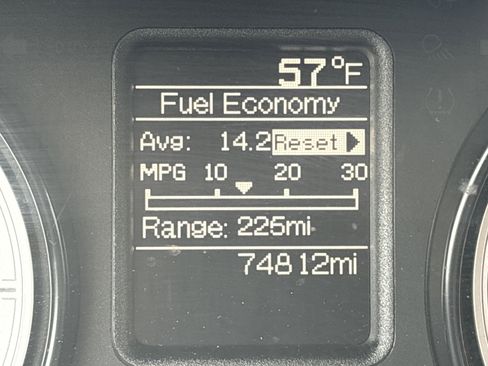 57°F
Fuel Economy
Avg: 14.2 Reset
MPG 10 20 30
Range: 225mi
74812mi